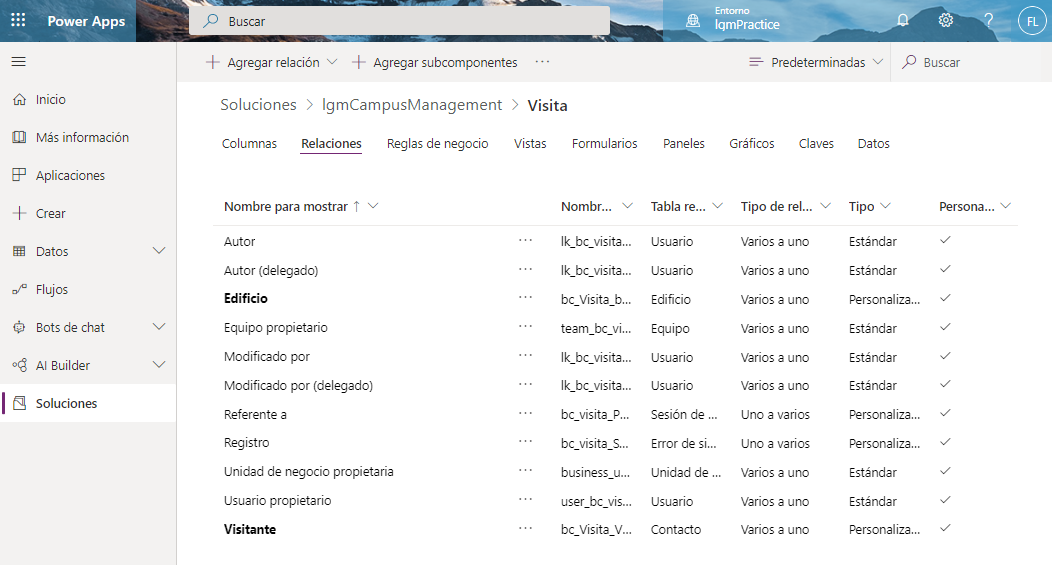 Power Apps
Buscar
Entorno
lqmPractice
FL
Agregar relación
Agregar subcomponentes
Predeterminadas
Buscar
Inicio
Más información
Aplicaciones
Crear
Datos
Flujos
Bots de chat
AI Builder
Soluciones
Soluciones > lgmCampusManagement > Visita
Columnas Relaciones Reglas de negocio Vistas Formularios Paneles Gráficos Claves Datos
Nombre para mostrar ↑ Nombr... Tabla re... Tipo de rel... Tipo Persona...
Autor ... lk_bc_visita... Usuario Varios a uno Estándar
Autor (delegado) ... lk_bc_visita... Usuario Varios a uno Estándar
Edificio ... bc_Visita_b... Edificio Varios a uno Personaliza...
Equipo propietario ... team_bc_vi... Equipo Varios a uno Estándar
Modificado por ... lk_bc_visita... Usuario Varios a uno Estándar
Modificado por (delegado) ... lk_bc_visita... Usuario Varios a uno Estándar
Referente a ... bc_visita_P... Sesión de ... Uno a varios Personaliza...
Registro ... bc_visita_S... Error de si... Uno a varios Personaliza...
Unidad de negocio propietaria ... business_u... Unidad de ... Varios a uno Estándar
Usuario propietario ... user_bc_vis... Usuario Varios a uno Estándar
Visitante ... bc_Visita_V... Contacto Varios a uno Personaliza...